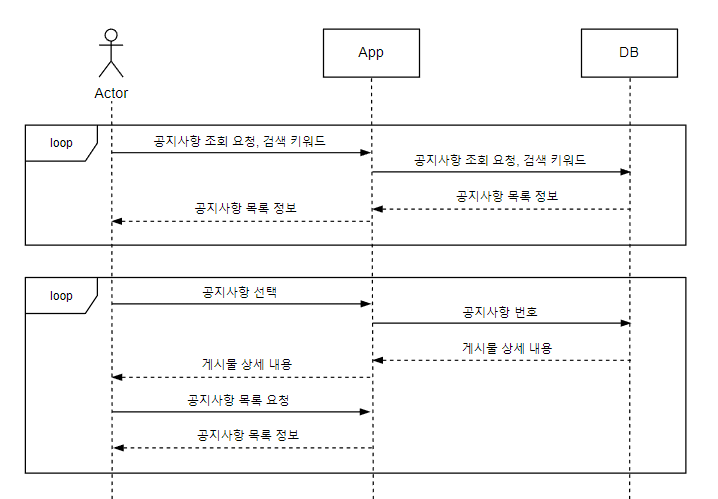 App
DB
Actor
loop
공지사항 조회 요청, 검색 키워드
공지사항 조회 요청, 검색 키워드
공지사항 목록 정보
공지사항 목록 정보
loop
공지사항 선택
공지사항 번호
게시물 상세 내용
게시물 상세 내용
공지사항 목록 요청
공지사항 목록 정보